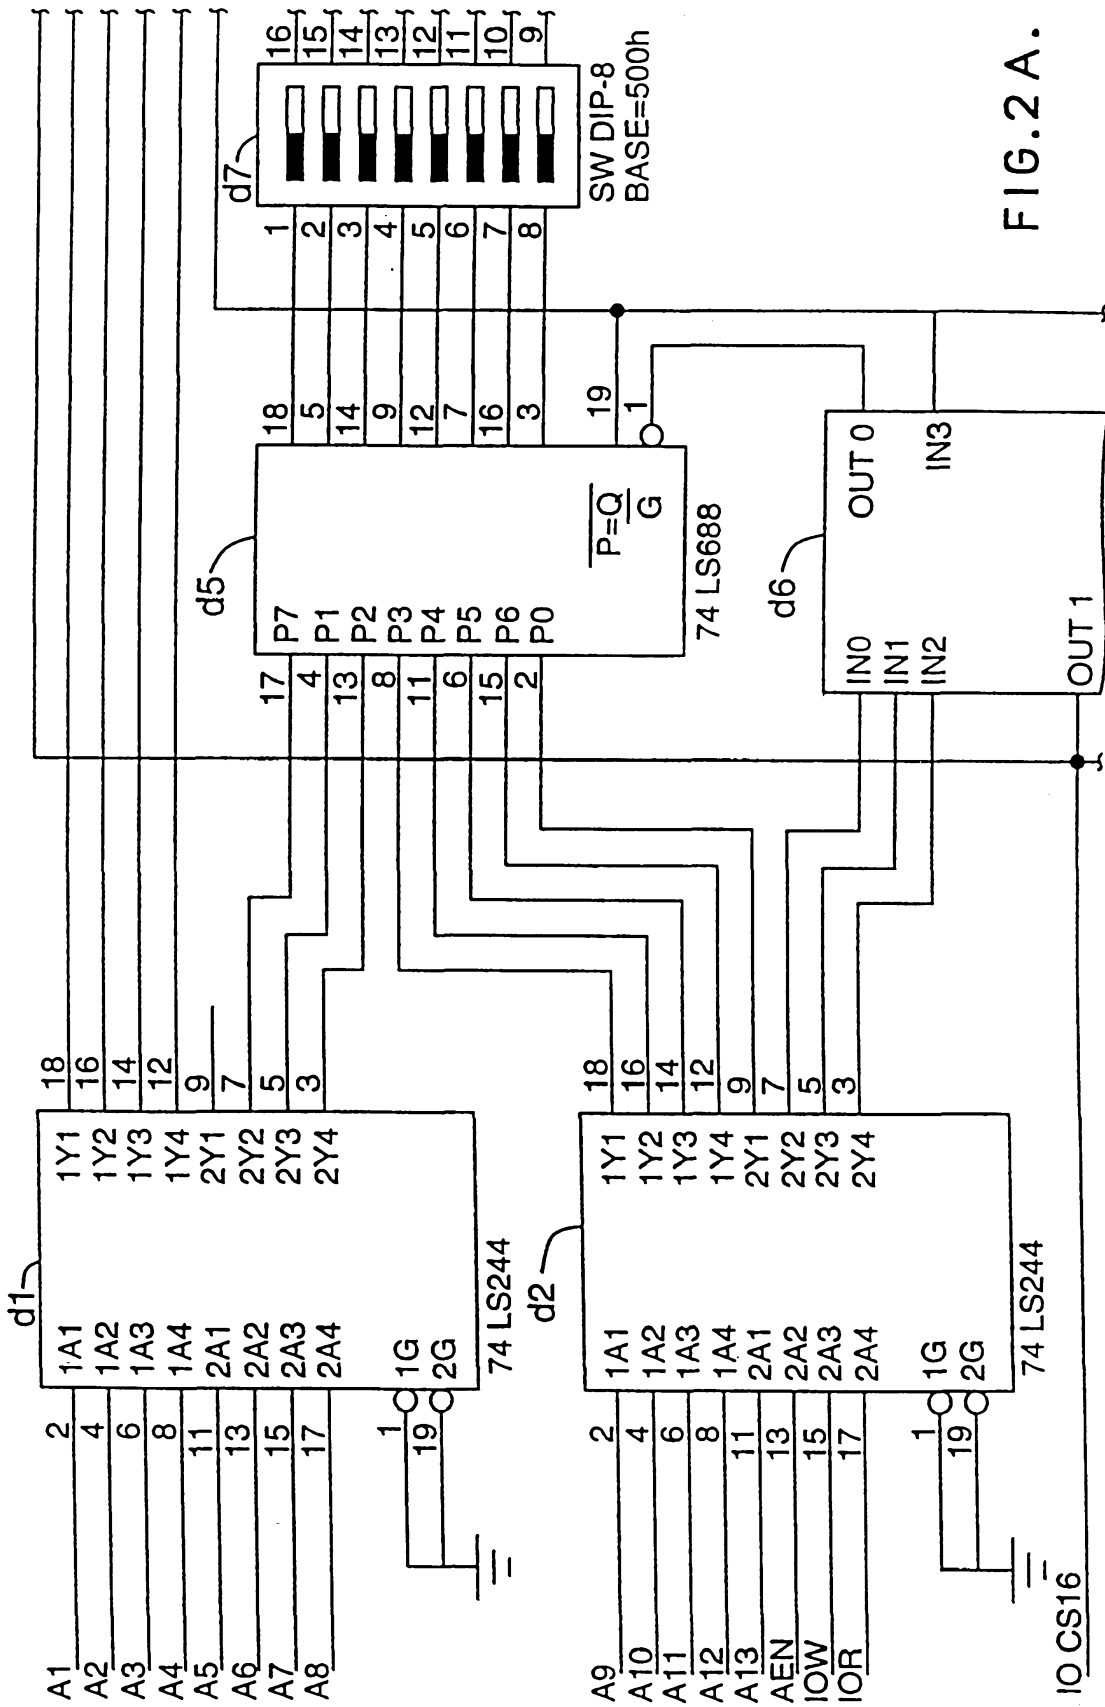 A1
A2
A3
A4
A5
A6
A7
A8
2
4
6
8
11
13
15
17
1
19
d1
1A1
1A2
1A3
1A4
2A1
2A2
2A3
2A4
1G
2G
1Y1
1Y2
1Y3
1Y4
2Y1
2Y2
2Y3
2Y4
74 LS244
18
16
14
12
9
7
5
3
A9
A10
A11
A12
A13
AEN
IOW
IOR
2
4
6
8
11
13
15
17
1
19
d2
1A1
1A2
1A3
1A4
2A1
2A2
2A3
2A4
1G
2G
1Y1
1Y2
1Y3
1Y4
2Y1
2Y2
2Y3
2Y4
74 LS244
18
16
14
12
9
7
5
3
IO CS16
17
4
13
8
11
6
15
2
d5
P7
P1
P2
P3
P4
P5
P6
P0
P=Q
G
74 LS688
18
5
14
9
12
7
16
3
19
1
d6
IN0
IN1
IN2
OUT 1
OUT 0
IN3
1
2
3
4
5
6
7
8
d7
16
15
14
13
12
11
10
9
SW DIP-8
BASE=500h
FIG.2A.